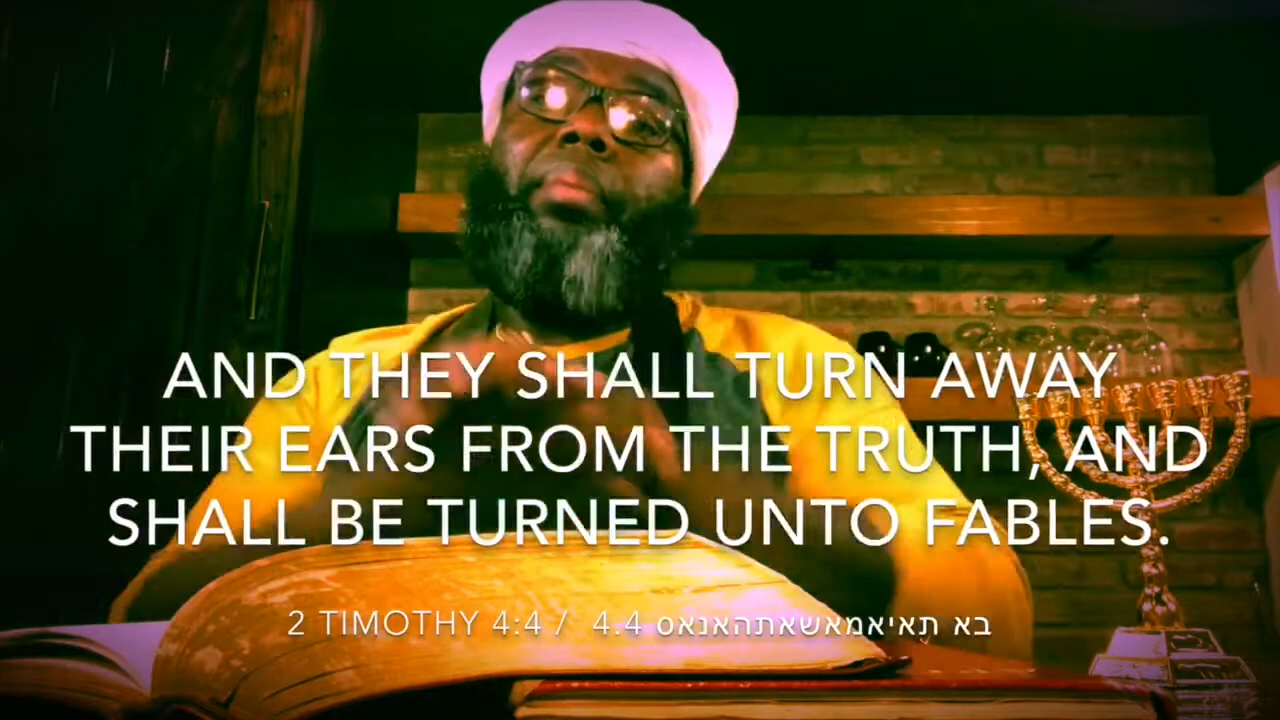 AND THEY SHALL TURN AWAY
THEIR EARS FROM THE TRUTH, AND
SHALL BE TURNED UNTO FABLES.
2 TIMOTHY 4:4 / 4.4 בא תאיאמאשאתהאנאס